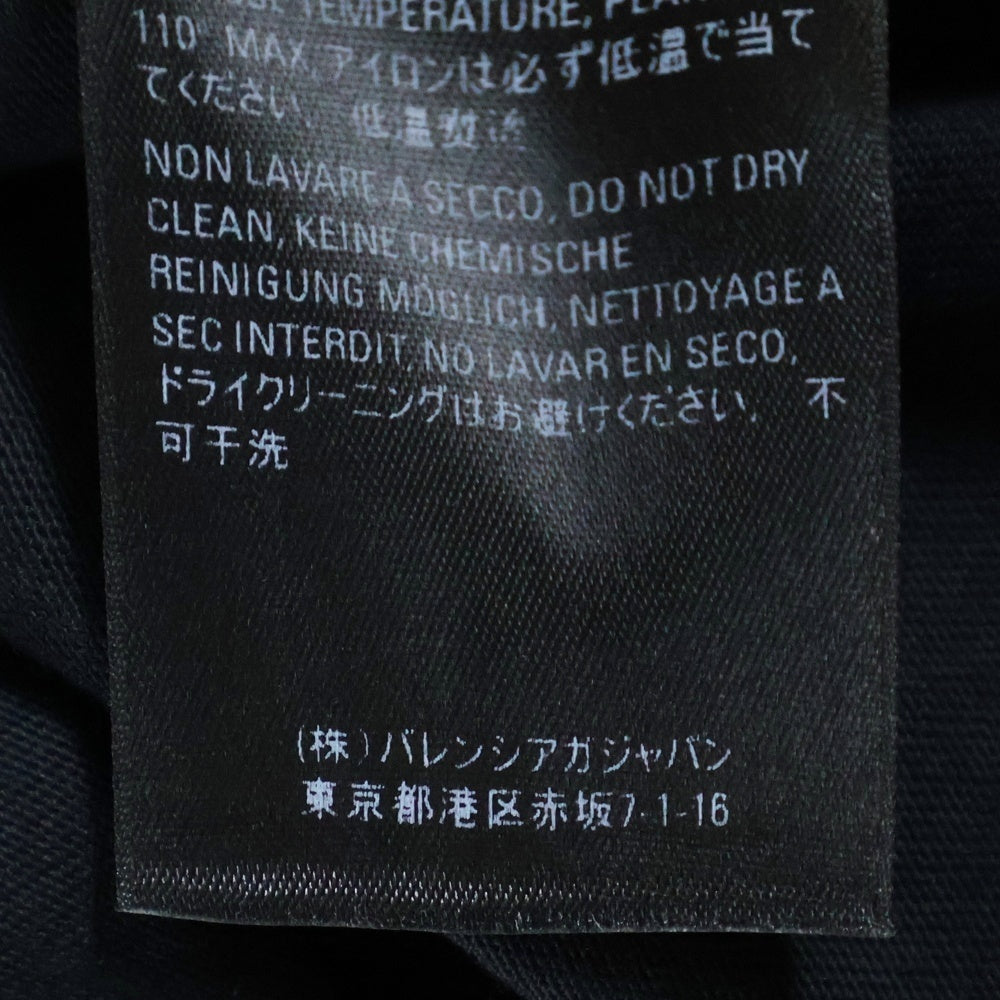 TEMPERATURE,
110° MAX, アイロンは必ず低温で当て
てください 低温
NON LAVARE A SECCO, DO NOT DRY
CLEAN, KEINE CHEMISCHE
REINIGUNG MÖGLICH, NETTOYAGE A
SEC INTERDIT, NO LAVAR EN SECO,
ドライクリーニングはお避けください。 不
可干洗
(株)バレンシアガジャパン
東京都港区赤坂7-1-16